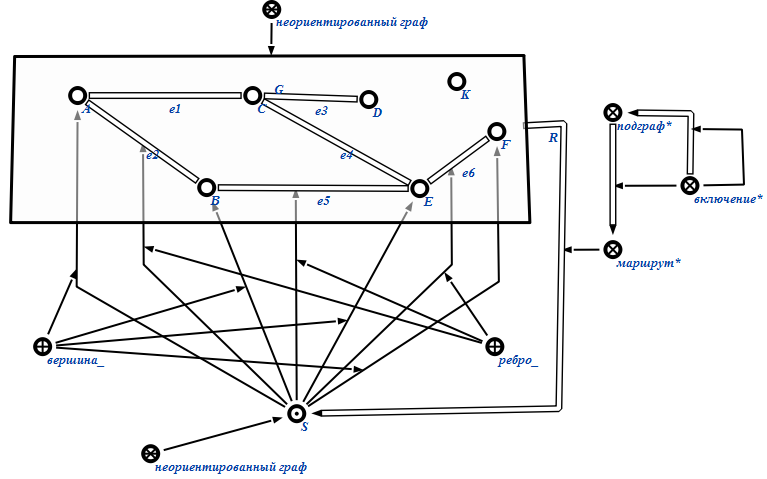 неориентированный граф
G
K
A
e1
C
e3
D
подграф*
R
F
e2
e4
e6
B
e5
E
включение*
маршрут*
вершина_
ребро_
S
неориентированный граф